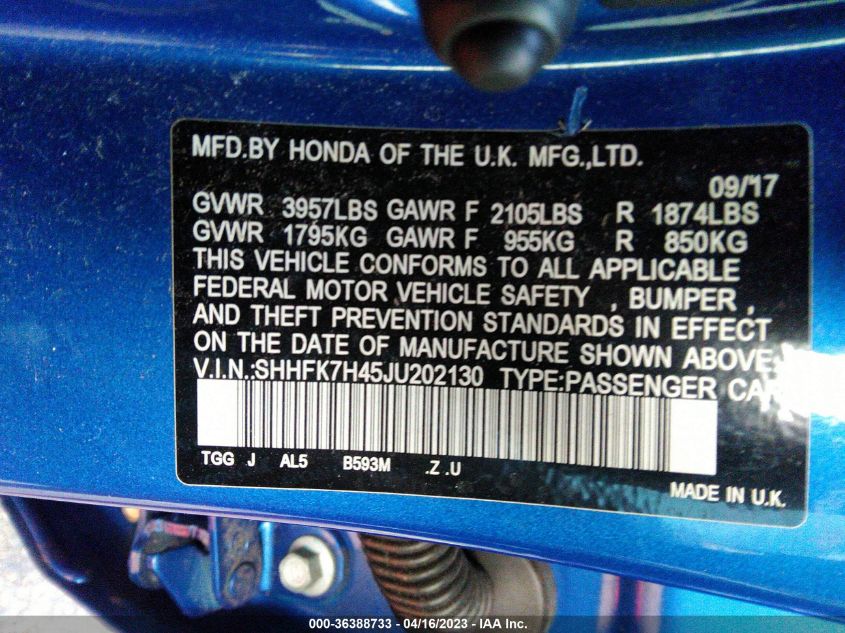 MFD.BY HONDA OF THE U.K. MFG.,LTD.
09/17
GVWR 3957LBS GAWR F 2105LBS R 1874LBS
GVWR 1795KG GAWR F 955KG R 850KG
THIS VEHICLE CONFORMS TO ALL APPLICABLE
FEDERAL MOTOR VEHICLE SAFETY , BUMPER ,
AND THEFT PREVENTION STANDARDS IN EFFECT
ON THE DATE OF MANUFACTURE SHOWN ABOVE.
V.I.N.:SHHFK7H45JU202130 TYPE:PASSENGER CAR
TGG J AL5 B593M .Z .U
MADE IN U.K.
000-36388733 - 04/16/2023 - IAA Inc.